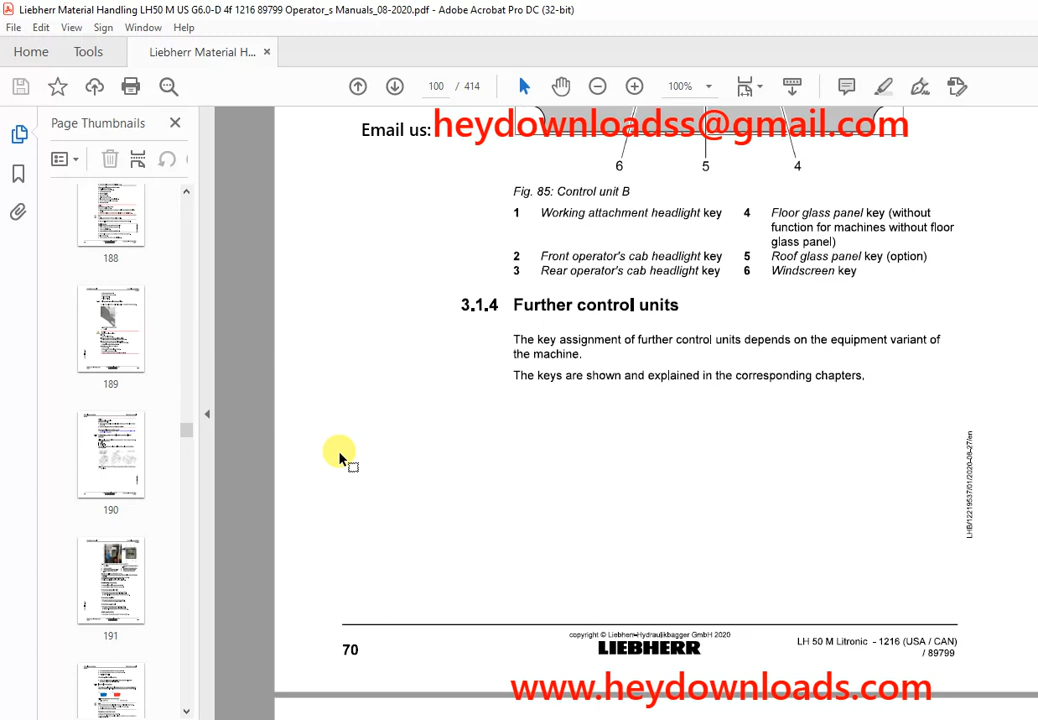 Liebherr Material Handling LH50 M US G6.0-D 4f 1216 89799 Operator_s Manuals_08-2020.pdf - Adobe Acrobat Pro DC (32-bit)
File Edit View Sign Window Help
Home Tools Liebherr Material H... ×
100 / 414 100%
Page Thumbnails
188
189
190
191
Email us: heydownloadss@gmail.com
6 5 4
Fig. 85: Control unit B
1 Working attachment headlight key 4 Floor glass panel key (without
function for machines without floor
glass panel)
2 Front operator's cab headlight key 5 Roof glass panel key (option)
3 Rear operator's cab headlight key 6 Windscreen key
3.1.4 Further control units
The key assignment of further control units depends on the equipment variant of
the machine.
The keys are shown and explained in the corresponding chapters.
LHB/12219537/01/2020-08-27/en
copyright © Liebherr-Hydraulikbagger GmbH 2020
70 LIEBHERR LH 50 M Litronic - 1216 (USA / CAN)
/ 89799
www.heydownloads.com